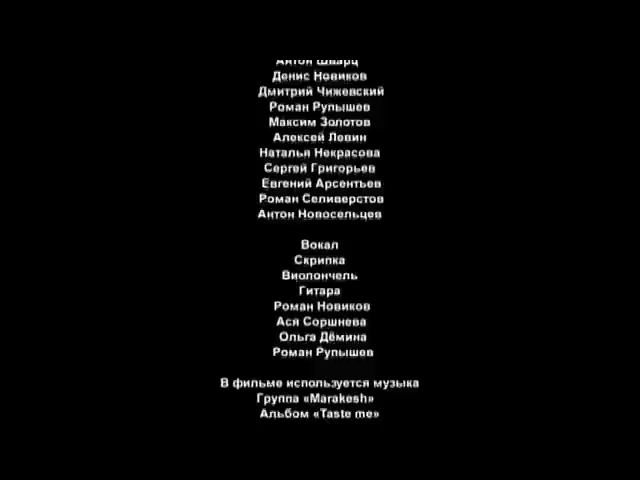 Антон Шварц
Денис Новиков
Дмитрий Чижевский
Роман Рупышев
Максим Золотов
Алексей Левин
Наталья Некрасова
Сергей Григорьев
Евгений Арсентьев
Роман Селиверстов
Антон Новосельцев
Вокал
Скрипка
Виолончель
Гитара
Роман Новиков
Ася Соршнева
Ольга Дёмина
Роман Рупышев
В фильме используется музыка
Группа «Marakesh»
Альбом «Taste me»